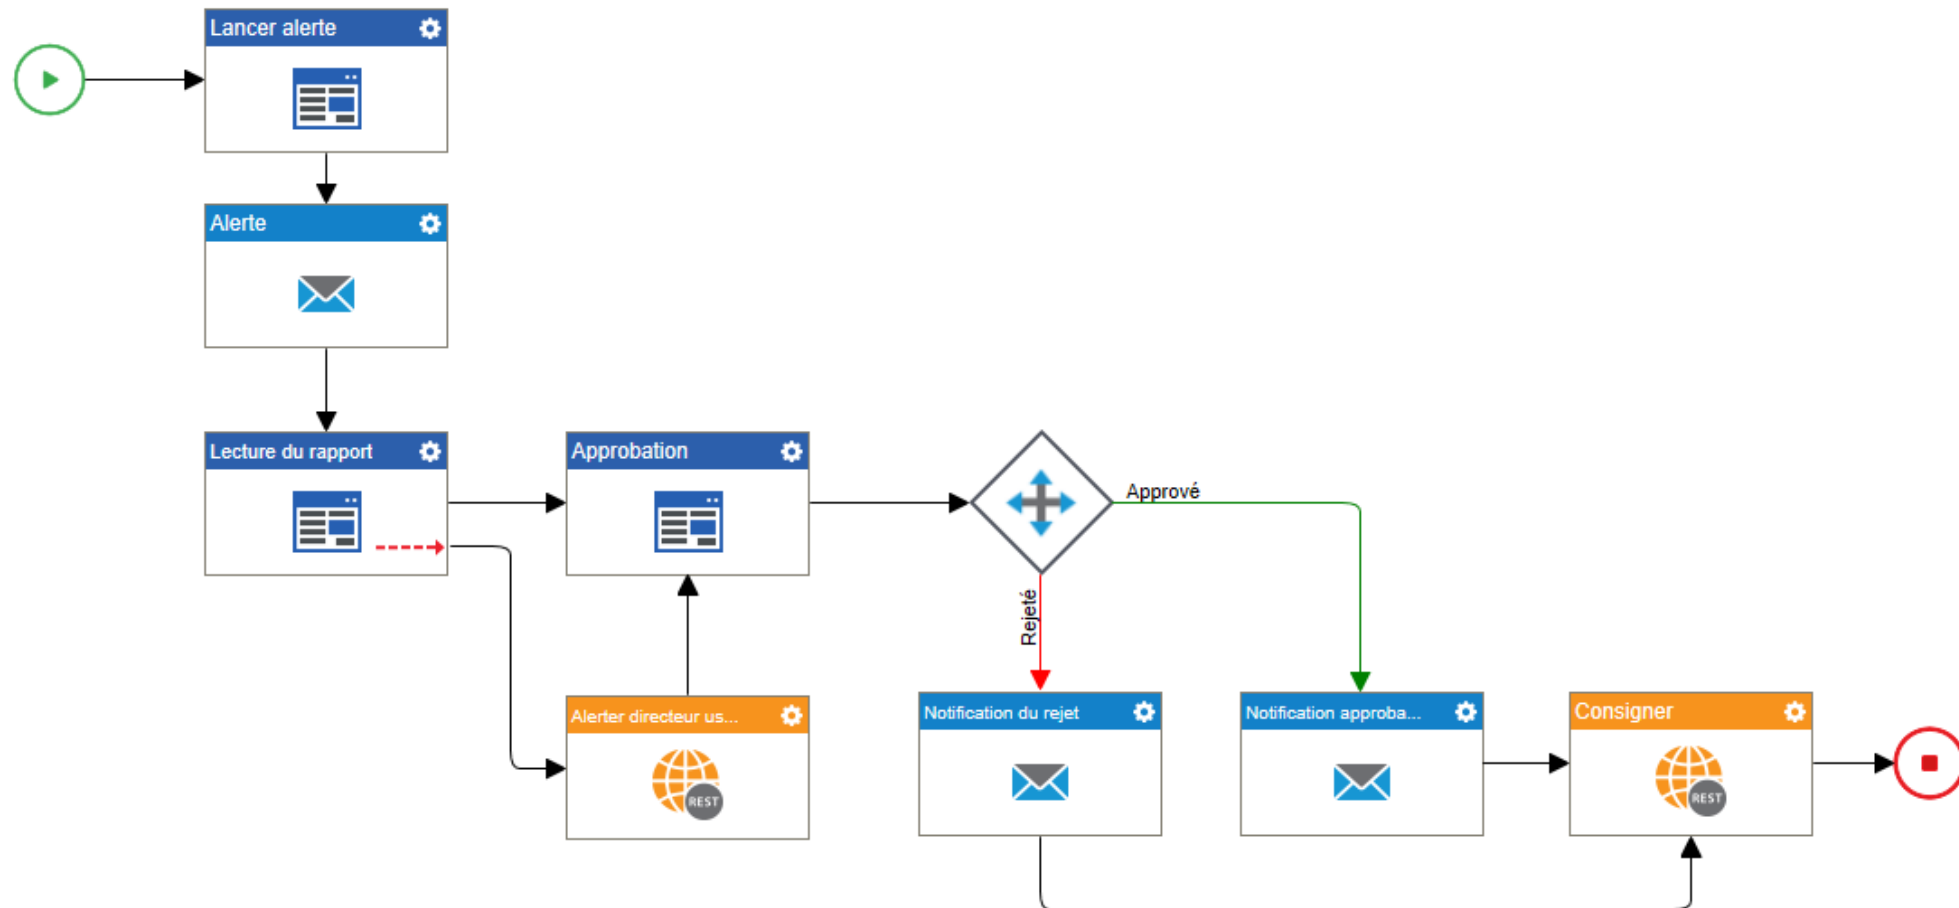 Lancer alerte
Alerte
Lecture du rapport
Approbation
Approuvé
Rejeté
Alerter directeur us...
REST
Notification du rejet
Notification approba...
Consigner
REST